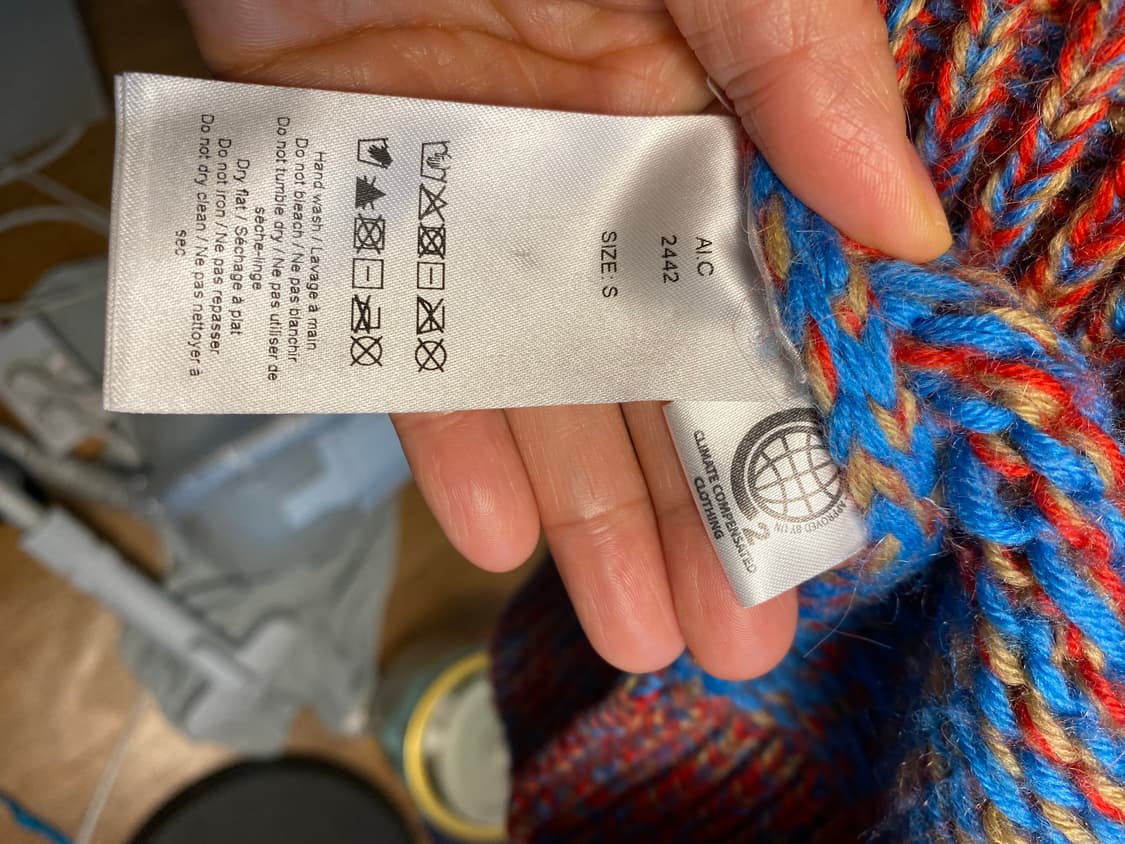 AI.C
2442
SIZE: S
Hand wash / Lavage à main
Do not bleach / Ne pas blanchir
Do not tumble dry / Ne pas utiliser de
sèche-linge
Dry flat / Séchage à plat
Do not iron / Ne pas repasser
Do not dry clean / Ne pas nettoyer à
sec
APPROVED BY UN
2
CLIMATE COMPENSATED
CLOTHING